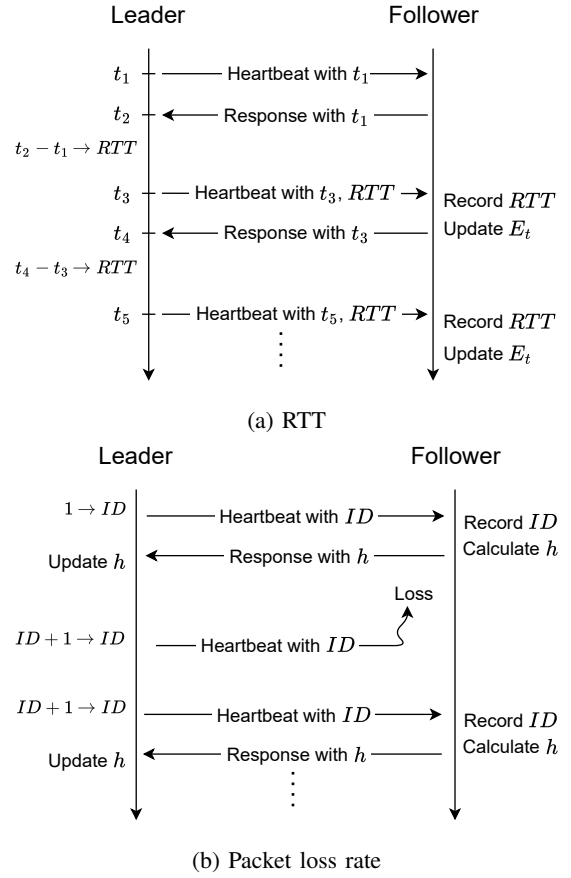 Leader Follower
t₁ Heartbeat with t₁
t₂ Response with t₁
t₂ − t₁ → RTT
t₃ Heartbeat with t₃, RTT Record RTT
t₄ Response with t₃ Update Eₜ
t₄ − t₃ → RTT
t₅ Heartbeat with t₅, RTT Record RTT
Update Eₜ
(a) RTT
Leader Follower
1 → ID Heartbeat with ID Record ID
Update h Response with h Calculate h
Loss
ID + 1 → ID Heartbeat with ID
ID + 1 → ID Heartbeat with ID Record ID
Update h Response with h Calculate h
(b) Packet loss rate